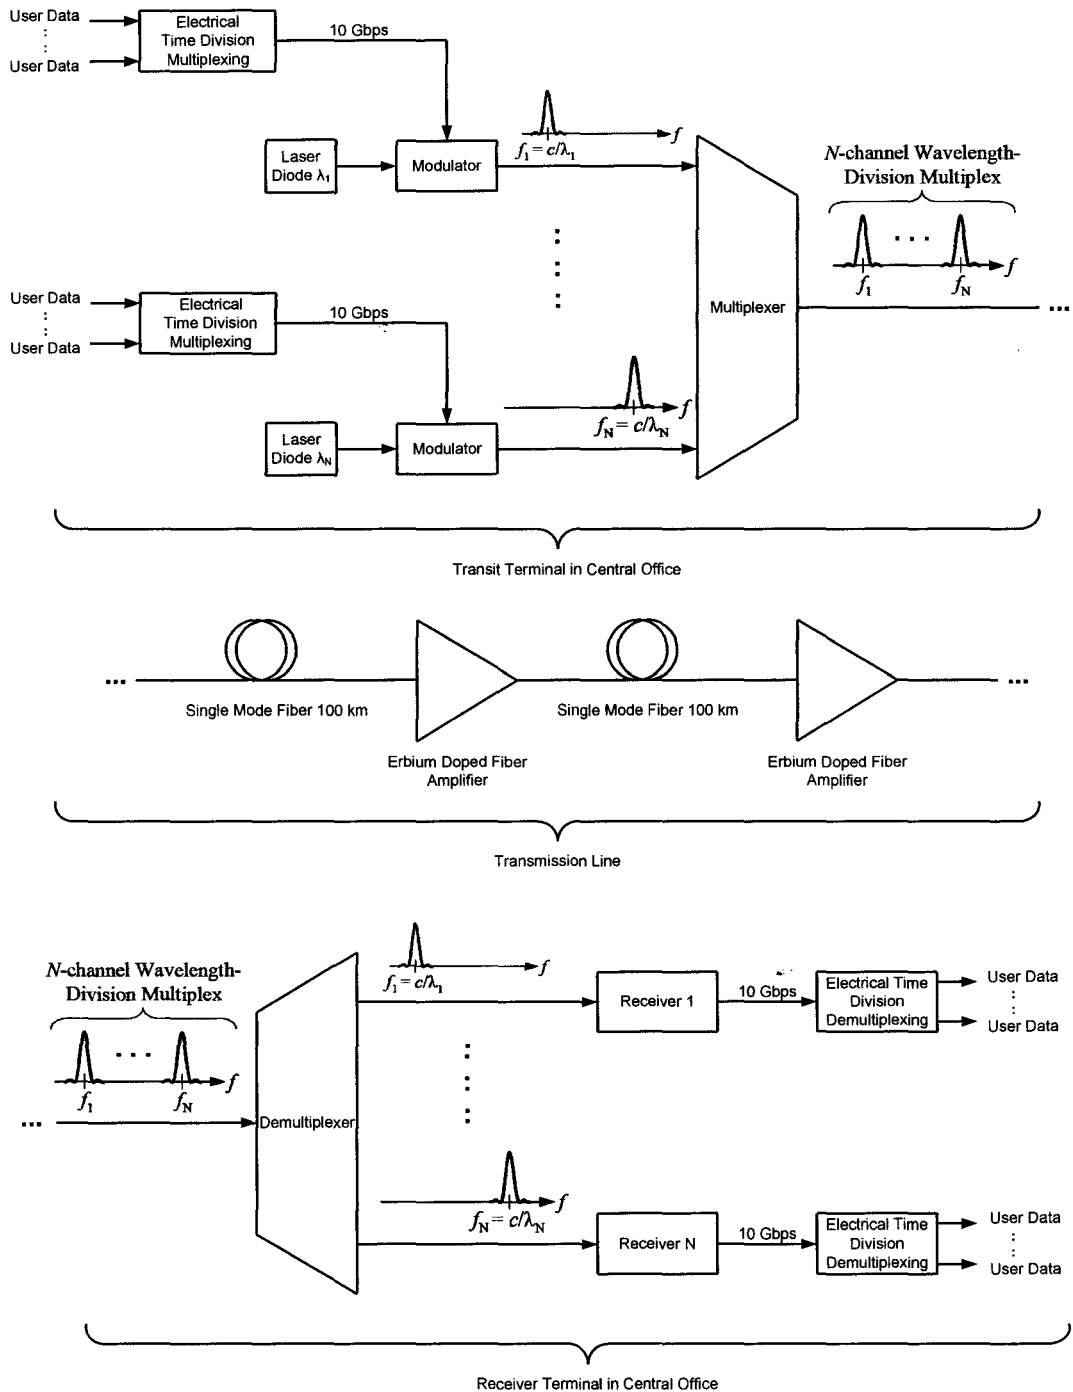 User Data
User Data
Electrical
Time Division
Multiplexing
10 Gbps
Laser
Diode λ1
Modulator
f1 = c/λ1
f
User Data
User Data
Electrical
Time Division
Multiplexing
10 Gbps
Laser
Diode λN
Modulator
fN = c/λN
f
Multiplexer
N-channel Wavelength-
Division Multiplex
f1
fN
f
Transit Terminal in Central Office
Single Mode Fiber 100 km
Erbium Doped Fiber
Amplifier
Single Mode Fiber 100 km
Erbium Doped Fiber
Amplifier
Transmission Line
N-channel Wavelength-
Division Multiplex
f1
fN
f
Demultiplexer
f1 = c/λ1
f
Receiver 1
10 Gbps
Electrical Time
Division
Demultiplexing
User Data
User Data
fN = c/λN
f
Receiver N
10 Gbps
Electrical Time
Division
Demultiplexing
User Data
User Data
Receiver Terminal in Central Office